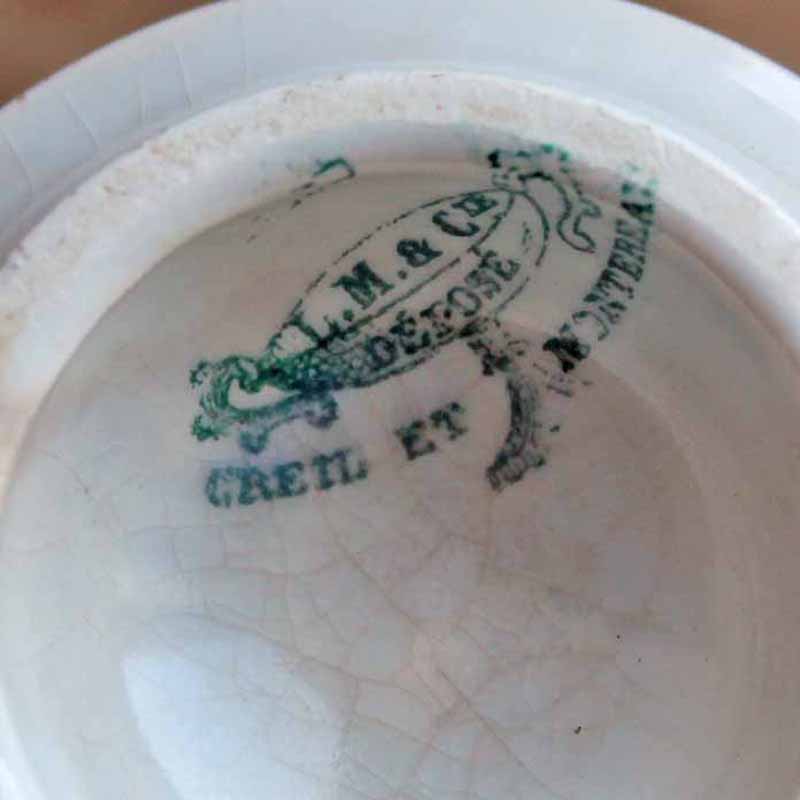 L.M. & CIE
DÉPOSÉ
CREIL ET MONTEREAU